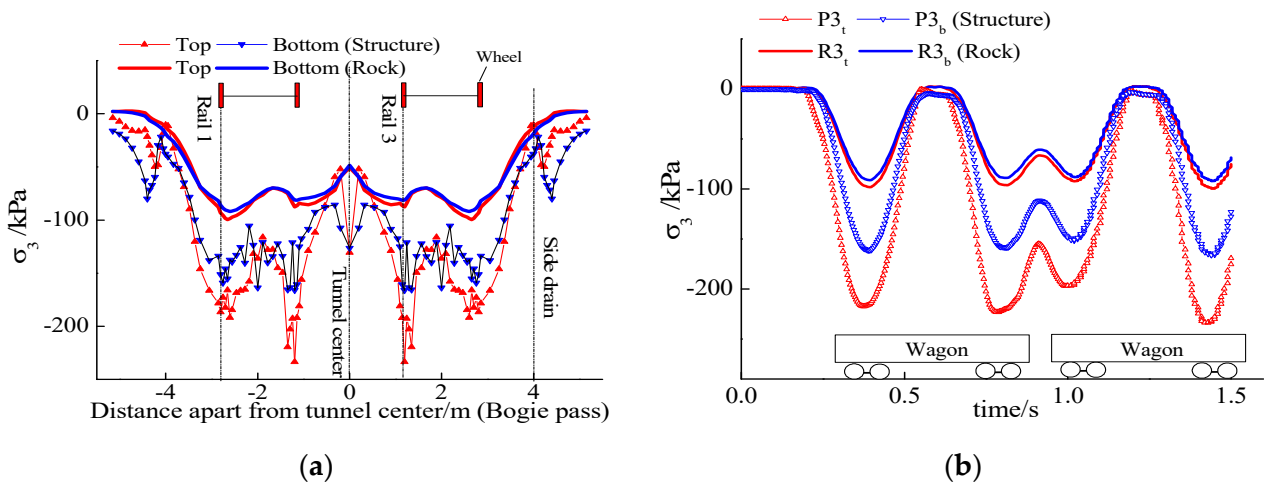 Top Bottom (Structure)
Top Bottom (Rock)
Wheel
Rail 1
Rail 3
Tunnel center
Side drain
σ3 /kPa
0
-100
-200
-4 -2 0 2 4
Distance apart from tunnel center/m (Bogie pass)
(a)
P3t P3b (Structure)
R3t R3b (Rock)
σ3 /kPa
0
-100
-200
Wagon Wagon
0.0 0.5 1.0 1.5
time/s
(b)